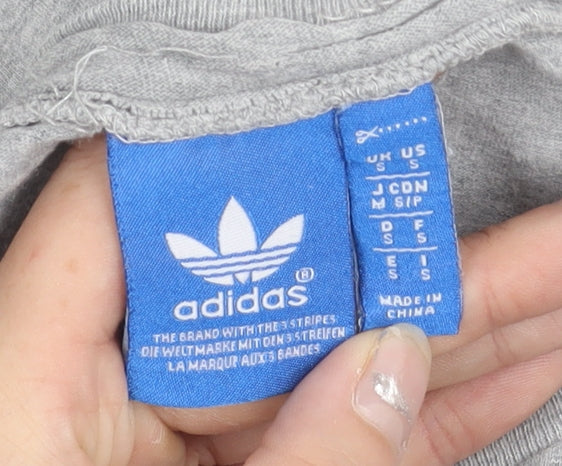 ®
adidas
THE BRAND WITH THE 3 STRIPES
DIE WELTMARKE MIT DEN 3 STREIFEN
LA MARQUE AUX 3 BANDES
UK US
S S
J CDN
M S/P
D F
S S
E I
S S
MADE IN
CHINA